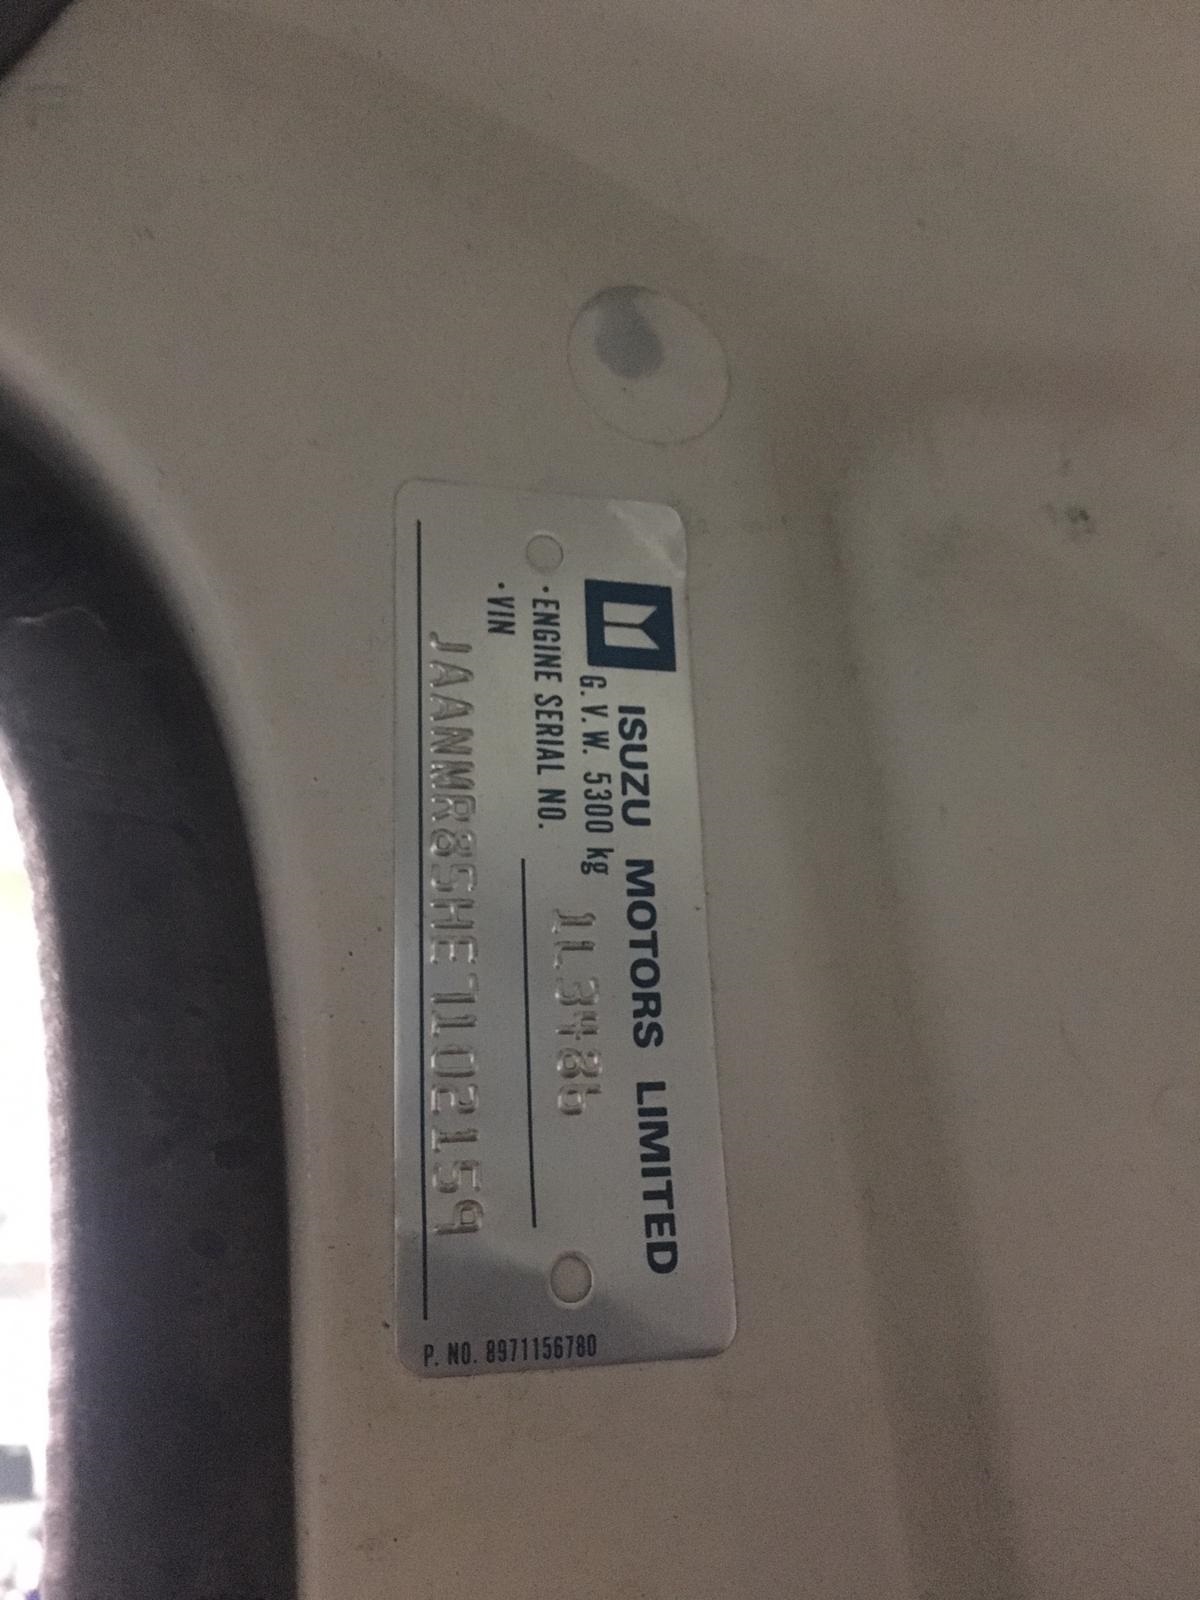 ISUZU MOTORS LIMITED
G.V.W. 5300 kg
·ENGINE SERIAL NO. 1L3486
·VIN
JAANMR85HE7102159
P. NO. 8971156780